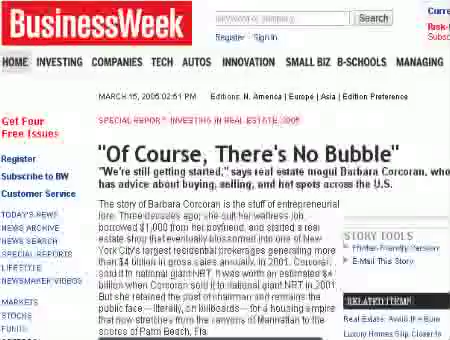 BusinessWeek
Search
Register Sign In
Curre
Risk-
Subsc
HOME INVESTING COMPANIES TECH AUTOS INNOVATION SMALL BIZ B-SCHOOLS MANAGING
MARCH 15, 2005 02:51 PM Editions: N. America | Europe | Asia | Edition Preference
Get Four
Free Issues
Register
Subscribe to BW
Customer Service
TODAY'S NEWS
NEWS ARCHIVE
NEWS SEARCH
SPECIAL REPORTS
LIFESTYLE
NEWSMAKER VIDEOS
MARKETS
STOCKS
FUNDS
SPECIAL REPORT: INVESTING IN REAL ESTATE 2005
"Of Course, There's No Bubble"
"We're still getting started," says real estate mogul Barbara Corcoran, who
has advice about buying, selling, and hot spots across the U.S.
The story of Barbara Corcoran is the stuff of entrepreneurial
lore. Three decades ago, she quit her waitress job,
borrowed $1,000 from her boyfriend, and started a real
estate shop that eventually blossomed into one of New
York City's largest residential brokerages generating more
than $4 billion in gross sales annually. In 2001, Corcoran
sold it to national giant NRT. It was worth an estimated $4
billion when Corcoran sold it to national giant NRT in 2001.
But she retained the post of chairman and remains the
public face -- literally, on billboards -- for a housing empire
that now stretches from the canyons of Manhattan to the
shores of Palm Beach, Fla.
STORY TOOLS
Printer-Friendly Version
E-Mail This Story
RELATED ITEMS
Real Estate: Avoid If = Bum
Luxury Homes Slip Closer to